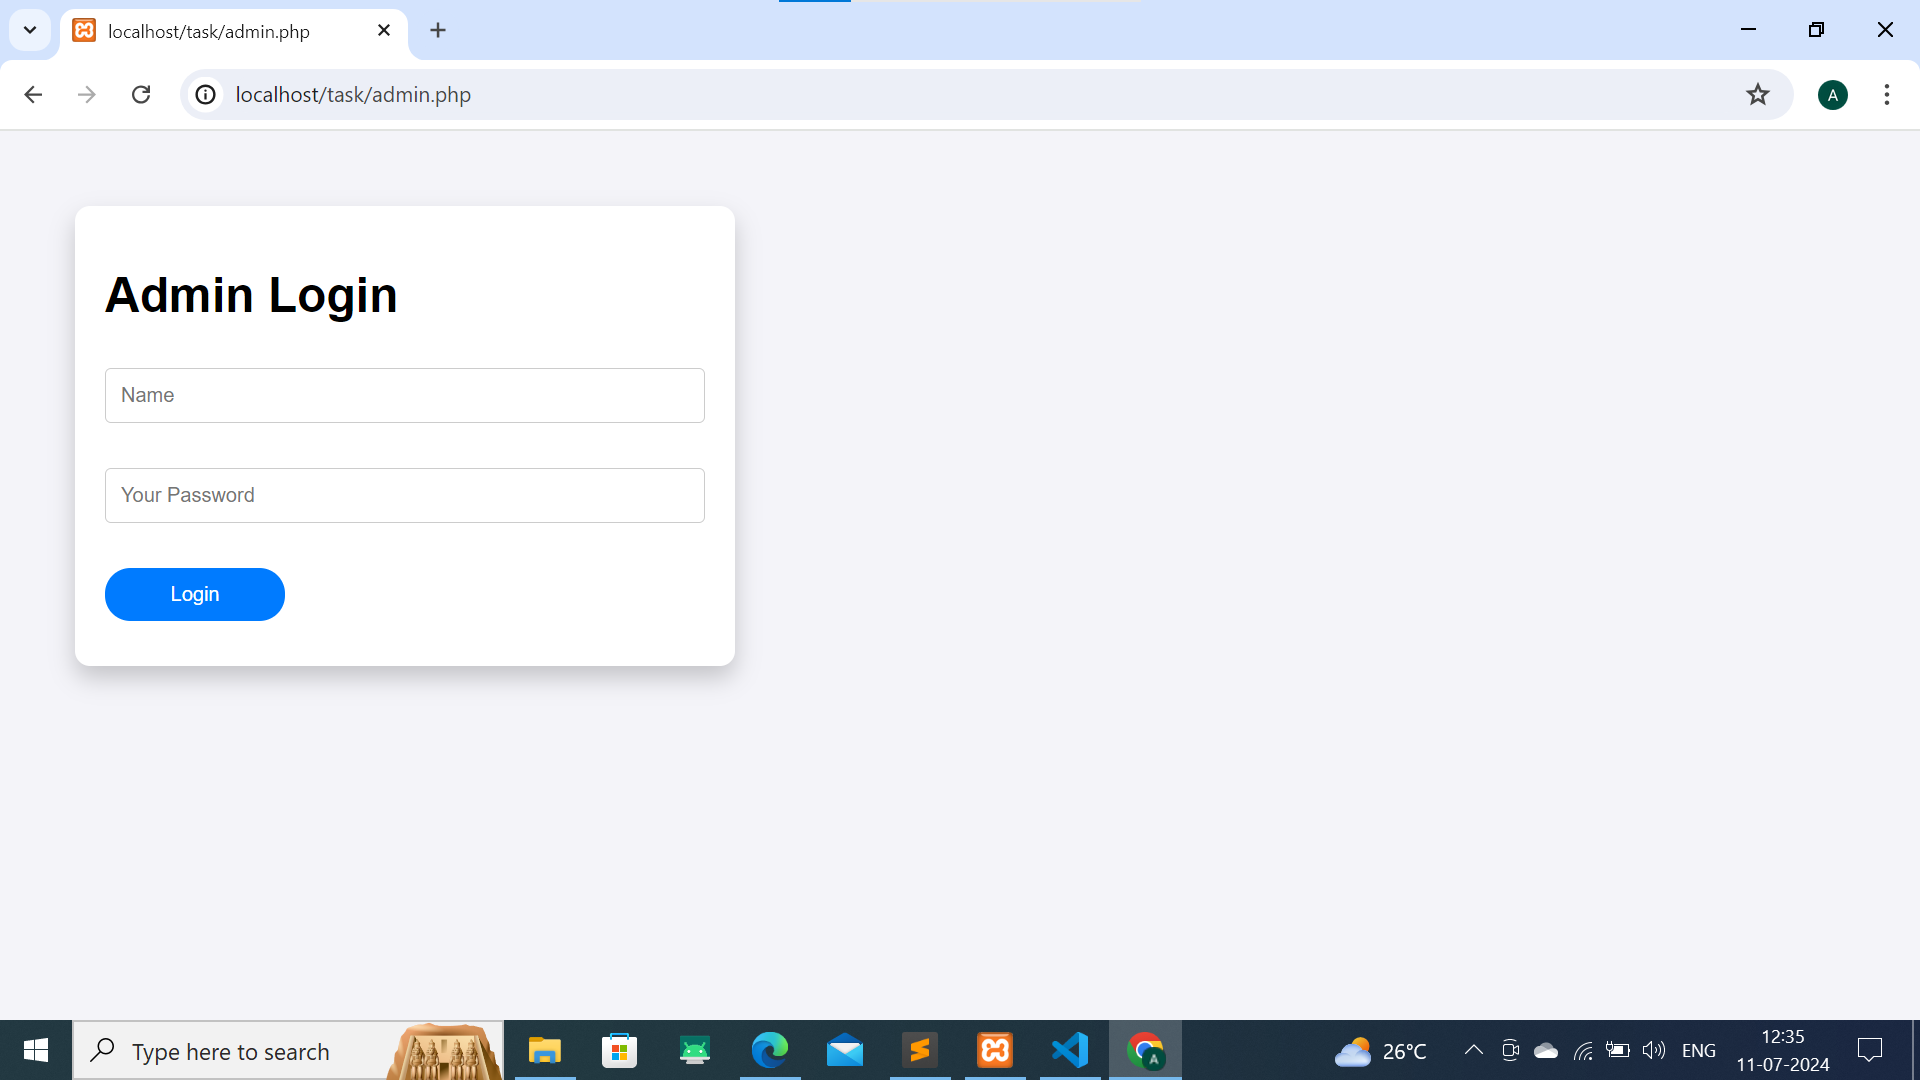 localhost/task/admin.php
localhost/task/admin.php
A
Admin Login
Name
Your Password
Login
Type here to search
A
26°C
ENG
12:35
11-07-2024